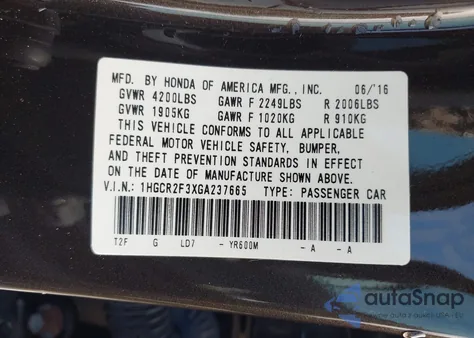 MFD. BY HONDA OF AMERICA MFG., INC. 06/'16
GVWR 4200LBS GAWR F 2249LBS R 2006LBS
GVWR 1905KG GAWR F 1020KG R 910KG
THIS VEHICLE CONFORMS TO ALL APPLICABLE
FEDERAL MOTOR VEHICLE SAFETY, BUMPER,
AND THEFT PREVENTION STANDARDS IN EFFECT
ON THE DATE OF MANUFACTURE SHOWN ABOVE.
V.I.N.: 1HGCR2F3XGA237665 TYPE: PASSENGER CAR
T2F G LD7 - YR600M - A - A
autoSnap